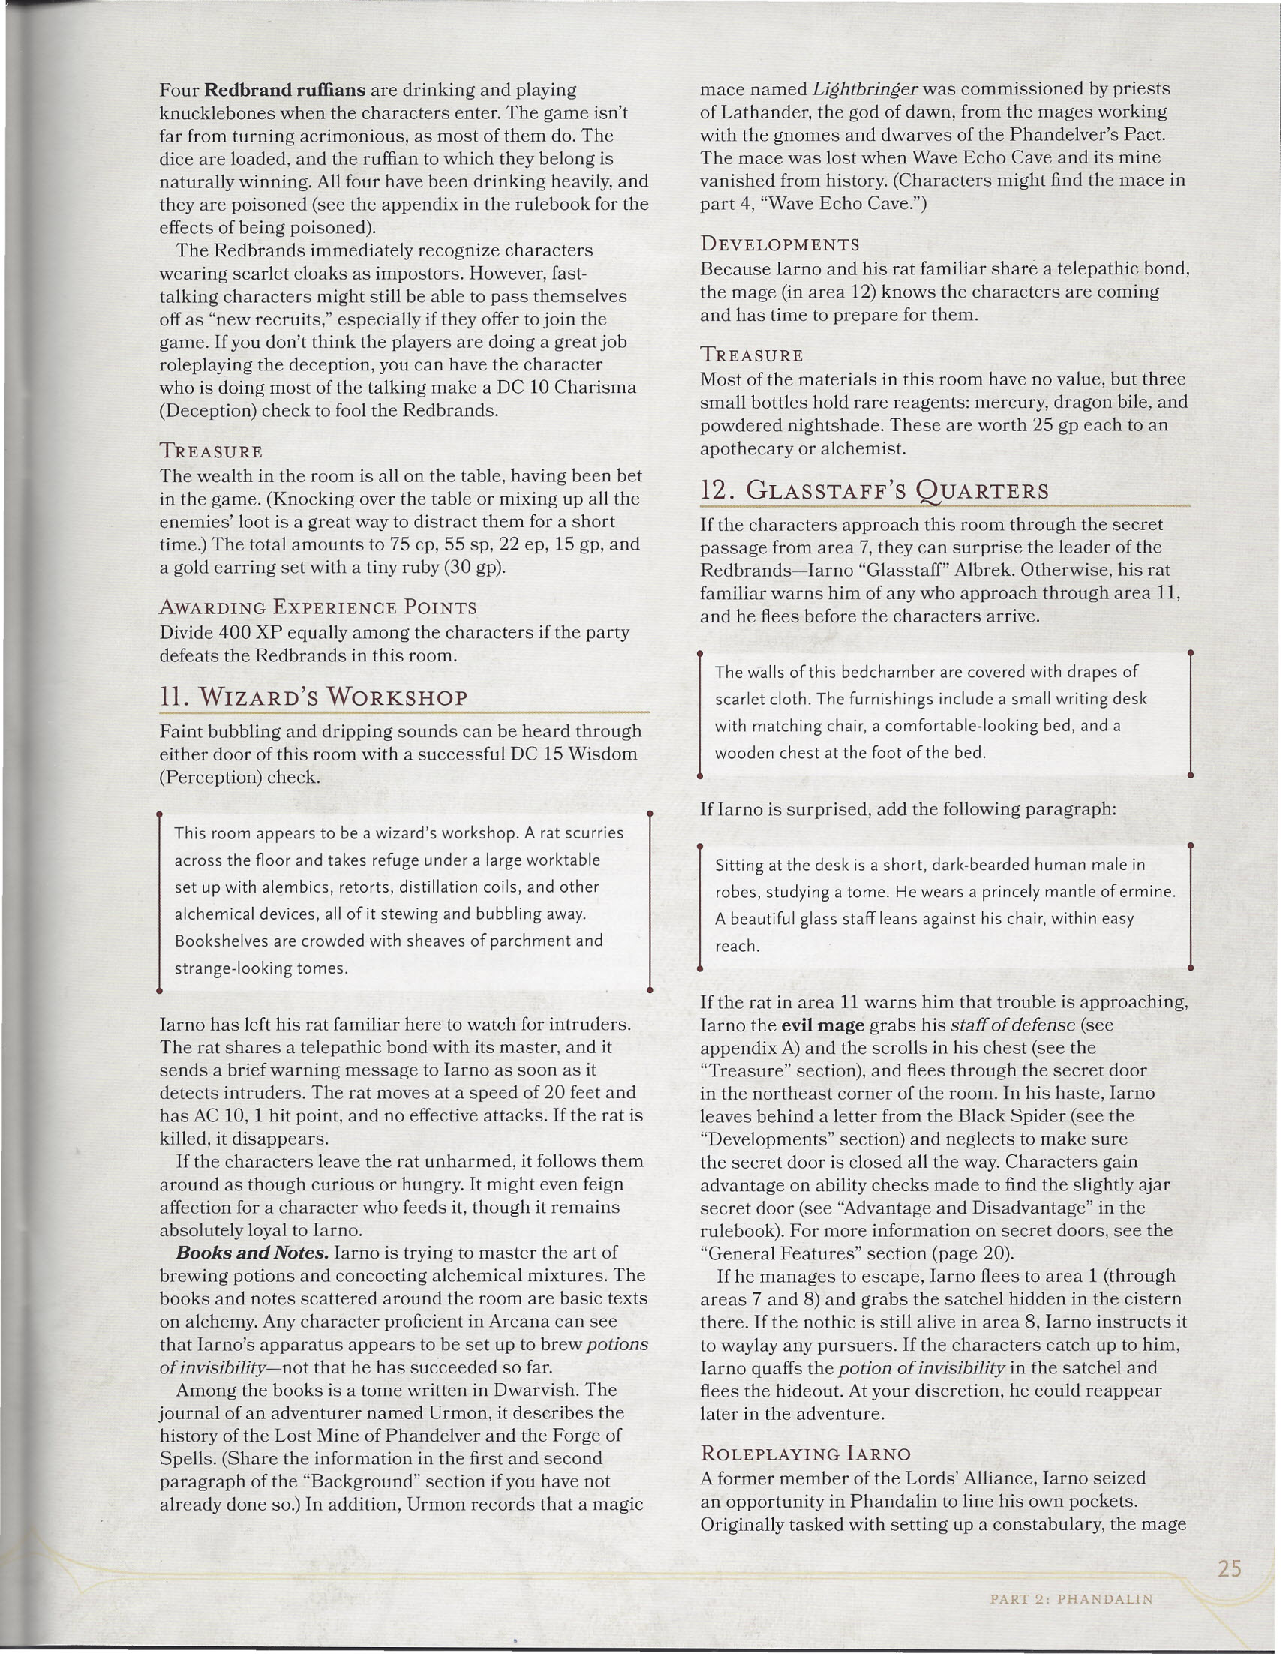 Four Redbrand ruffians are drinking and playing
knucklebones when the characters enter. The game isn't
far from turning acrimonious, as most of them do. The
dice are loaded, and the ruffian to which they belong is
naturally winning. All four have been drinking heavily, and
they are poisoned (see the appendix in the rulebook for the
effects of being poisoned).
The Redbrands immediately recognize characters
wearing scarlet cloaks as impostors. However, fast-
talking characters might still be able to pass themselves
off as “new recruits,” especially if they offer to join the
game. If you don't think the players are doing a great job
roleplaying the deception, you can have the character
who is doing most of the talking make a DC 10 Charisma
(Deception) check to fool the Redbrands.
TREASURE
The wealth in the room is all on the table, having been bet
in the game. (Knocking over the table or mixing up all the
enemies' loot is a great way to distract them for a short
time.) The total amounts to 75 cp, 55 sp, 22 ep, 15 gp, and
a gold earring set with a tiny ruby (30 gp).
AWARDING EXPERIENCE POINTS
Divide 400 XP equally among the characters if the party
defeats the Redbrands in this room.
11. WIZARD'S WORKSHOP
Faint bubbling and dripping sounds can be heard through
either door of this room with a successful DC 15 Wisdom
(Perception) check.
This room appears to be a wizard's workshop. A rat scurries
across the floor and takes refuge under a large worktable
set up with alembics, retorts, distillation coils, and other
alchemical devices, all of it stewing and bubbling away.
Bookshelves are crowded with sheaves of parchment and
strange-looking tomes.
Iarno has left his rat familiar here to watch for intruders.
The rat shares a telepathic bond with its master, and it
sends a brief warning message to Iarno as soon as it
detects intruders. The rat moves at a speed of 20 feet and
has AC 10, 1 hit point, and no effective attacks. If the rat is
killed, it disappears.
If the characters leave the rat unharmed, it follows them
around as though curious or hungry. It might even feign
affection for a character who feeds it, though it remains
absolutely loyal to Iarno.
Books and Notes. Iarno is trying to master the art of
brewing potions and concocting alchemical mixtures. The
books and notes scattered around the room are basic texts
on alchemy. Any character proficient in Arcana can see
that Iarno's apparatus appears to be set up to brew potions
of invisibility—not that he has succeeded so far.
Among the books is a tome written in Dwarvish. The
journal of an adventurer named Urmon, it describes the
history of the Lost Mine of Phandelver and the Forge of
Spells. (Share the information in the first and second
paragraph of the “Background” section if you have not
already done so.) In addition, Urmon records that a magic
mace named Lightbringer was commissioned by priests
of Lathander, the god of dawn, from the mages working
with the gnomes and dwarves of the Phandelver's Pact.
The mace was lost when Wave Echo Cave and its mine
vanished from history. (Characters might find the mace in
part 4, “Wave Echo Cave.”)
DEVELOPMENTS
Because Iarno and his rat familiar share a telepathic bond,
the mage (in area 12) knows the characters are coming
and has time to prepare for them.
TREASURE
Most of the materials in this room have no value, but three
small bottles hold rare reagents: mercury, dragon bile, and
powdered nightshade. These are worth 25 gp each to an
apothecary or alchemist.
12. GLASSTAFF'S QUARTERS
If the characters approach this room through the secret
passage from area 7, they can surprise the leader of the
Redbrands—Iarno “Glasstaff” Albrek. Otherwise, his rat
familiar warns him of any who approach through area 11,
and he flees before the characters arrive.
The walls of this bedchamber are covered with drapes of
scarlet cloth. The furnishings include a small writing desk
with matching chair, a comfortable-looking bed, and a
wooden chest at the foot of the bed.
If Iarno is surprised, add the following paragraph:
Sitting at the desk is a short, dark-bearded human male in
robes, studying a tome. He wears a princely mantle of ermine.
A beautiful glass staff leans against his chair, within easy
reach.
If the rat in area 11 warns him that trouble is approaching,
Iarno the evil mage grabs his staff of defense (see
appendix A) and the scrolls in his chest (see the
“Treasure” section), and flees through the secret door
in the northeast corner of the room. In his haste, Iarno
leaves behind a letter from the Black Spider (see the
“Developments” section) and neglects to make sure
the secret door is closed all the way. Characters gain
advantage on ability checks made to find the slightly ajar
secret door (see “Advantage and Disadvantage” in the
rulebook). For more information on secret doors, see the
“General Features” section (page 20).
If he manages to escape, Iarno flees to area 1 (through
areas 7 and 8) and grabs the satchel hidden in the cistern
there. If the nothic is still alive in area 8, Iarno instructs it
to waylay any pursuers. If the characters catch up to him,
Iarno quaffs the potion of invisibility in the satchel and
flees the hideout. At your discretion, he could reappear
later in the adventure.
ROLEPLAYING IARNO
A former member of the Lords' Alliance, Iarno seized
an opportunity in Phandalin to line his own pockets.
Originally tasked with setting up a constabulary, the mage
25
PART 2: PHANDALIN